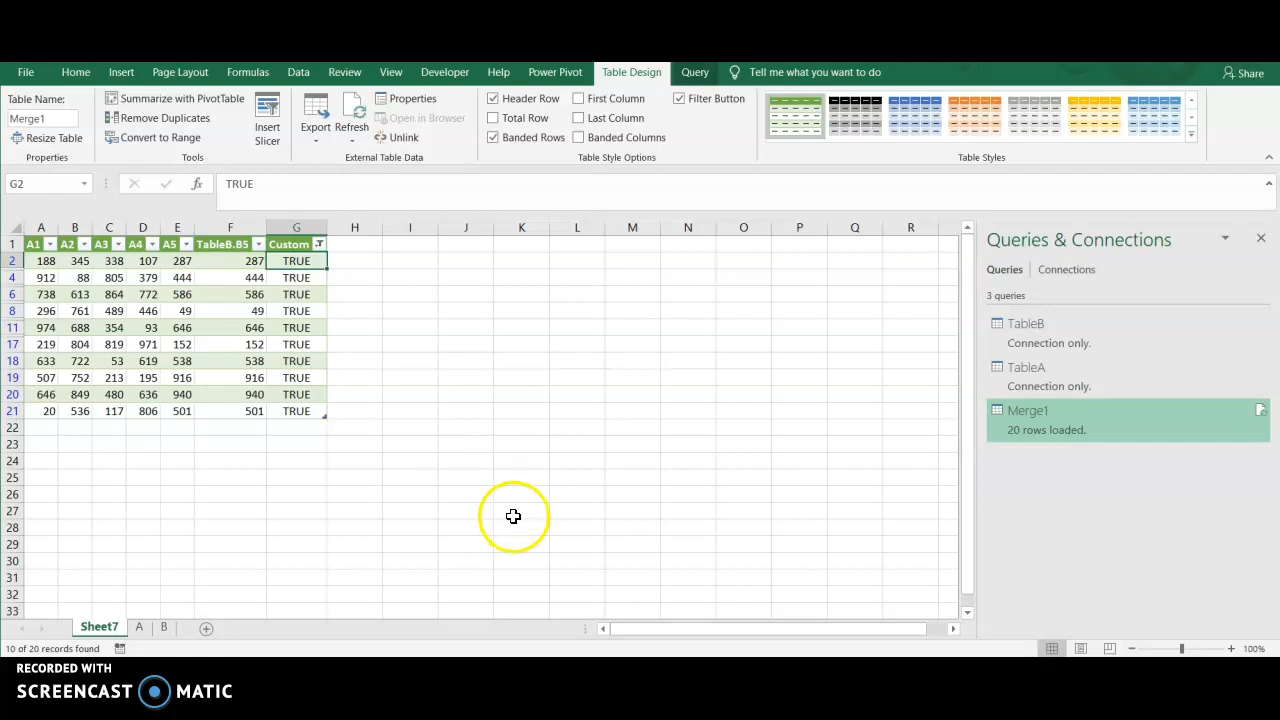 File Home Insert Page Layout Formulas Data Review View Developer Help Power Pivot Table Design Query Tell me what you want to do Share
Table Name:
Merge1
Resize Table
Properties
Summarize with PivotTable
Remove Duplicates
Convert to Range
Tools
Insert
Slicer
Export
Refresh
Properties
Open in Browser
Unlink
External Table Data
Header Row First Column Filter Button
Total Row Last Column
Banded Rows Banded Columns
Table Style Options
Table Styles
G2 fx TRUE
A B C D E F G H I J K L M N O P Q R
1 A1 A2 A3 A4 A5 TableB.B5 Custom
2 188 345 338 107 287 287 TRUE
4 912 88 805 379 444 444 TRUE
6 738 613 864 772 586 586 TRUE
8 296 761 489 446 49 49 TRUE
11 974 688 354 93 646 646 TRUE
17 219 804 819 971 152 152 TRUE
18 633 722 53 619 538 538 TRUE
19 507 752 213 195 916 916 TRUE
20 646 849 480 636 940 940 TRUE
21 20 536 117 806 501 501 TRUE
22
23
24
25
26
27
28
29
30
31
32
33
Queries & Connections
Queries Connections
3 queries
TableB
Connection only.
TableA
Connection only.
Merge1
20 rows loaded.
Sheet7 A B
10 of 20 records found 100%
RECORDED WITH
SCREENCAST MATIC